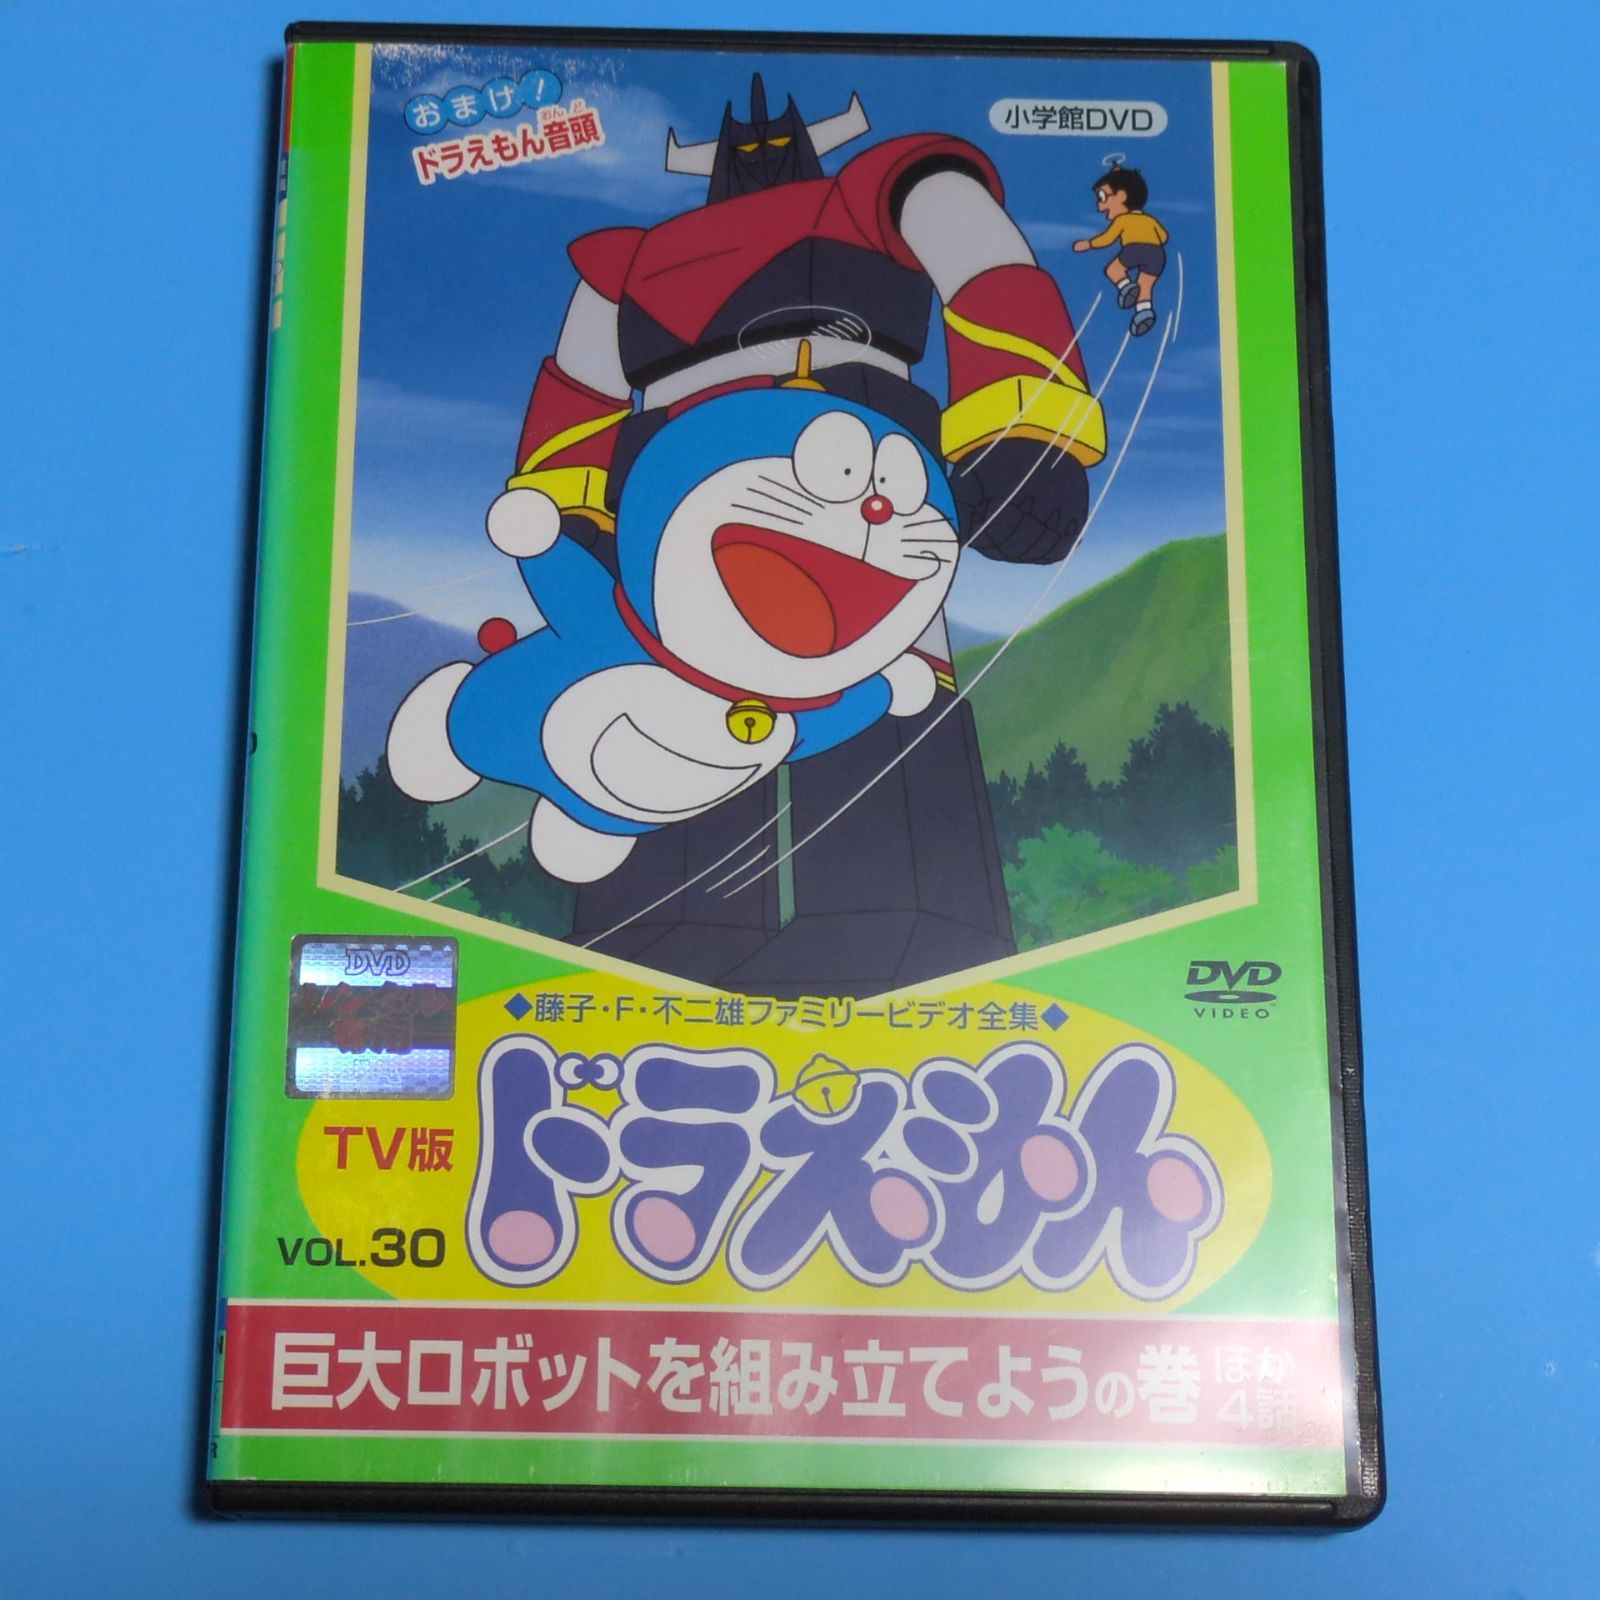 おまけ!
おんど
ドラえもん音頭
小学館DVD
DVD
VIDEO
DVD
◆藤子・F・不二雄ファミリービデオ全集◆
TV版
ドラえもん
VOL.30
巨大ロボットを組み立てようの巻 ほか4話